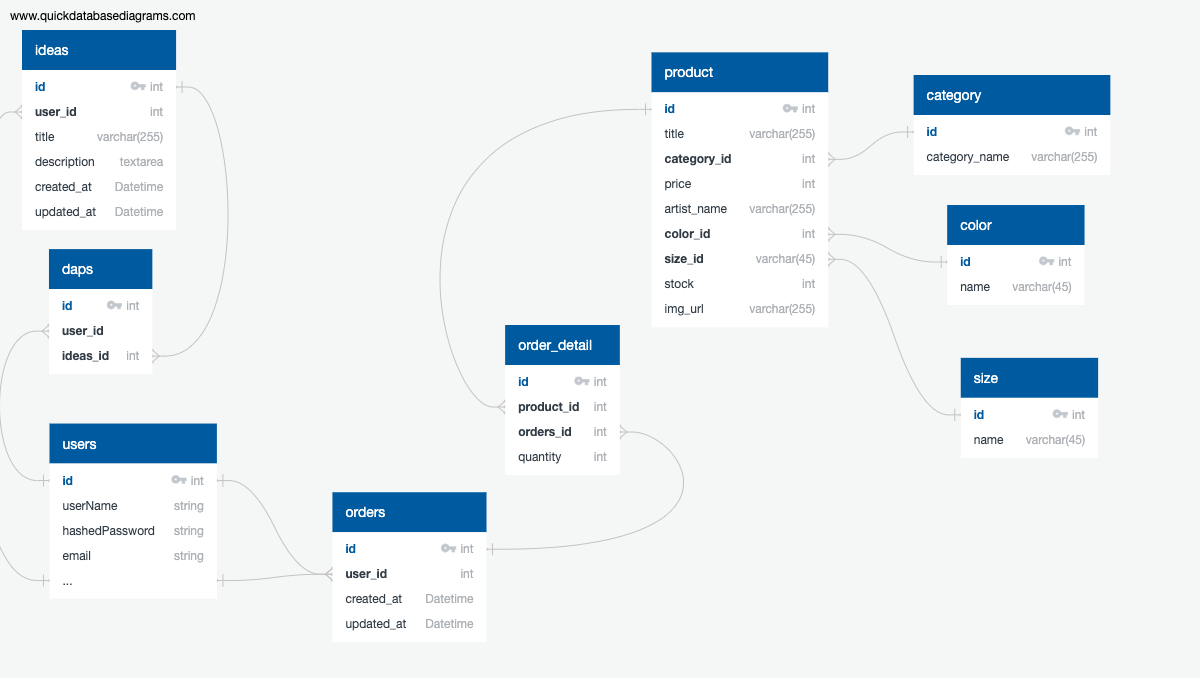 www.quickdatabasediagrams.com
ideas
id int
user_id int
title varchar(255)
description textarea
created_at Datetime
updated_at Datetime
daps
id int
user_id
ideas_id int
users
id int
userName string
hashedPassword string
email string
...
orders
id int
user_id int
created_at Datetime
updated_at Datetime
order_detail
id int
product_id int
orders_id int
quantity int
product
id int
title varchar(255)
category_id int
price int
artist_name varchar(255)
color_id int
size_id varchar(45)
stock int
img_url varchar(255)
category
id int
category_name varchar(255)
color
id int
name varchar(45)
size
id int
name varchar(45)